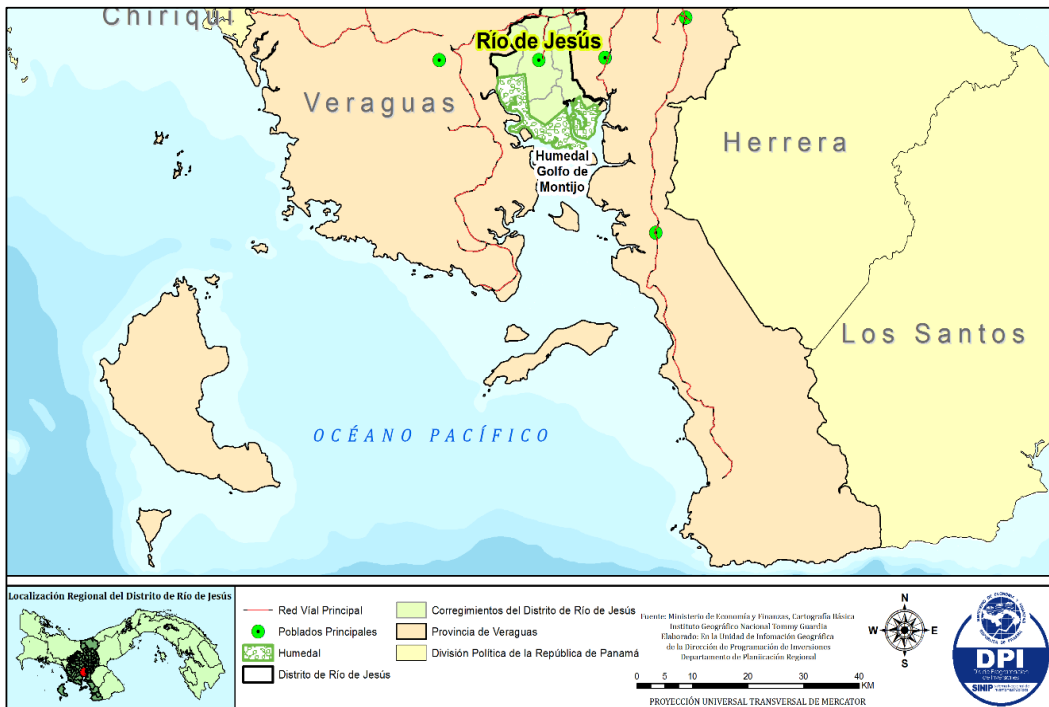 Chiriquí
Río de Jesús
Veraguas
Herrera
Humedal
Golfo de
Montijo
Los Santos
OCÉANO PACÍFICO
Localización Regional del Distrito de Río de Jesús
Red Víal Principal
Poblados Principales
Humedal
Distrito de Río de Jesús
Corregimientos del Distrito de Río de Jesús
Provincia de Veraguas
División Política de la República de Panamá
Fuente: Ministerio de Economía y Finanzas, Cartografía Básica
Instituto Geográfico Nacional Tommy Guardia
Elaborado: En la Unidad de Infomación Geográfica
de la Dirección de Programación de Inversiones
Departamento de Planificación Regional
0 5 10 20 30 40
KM
PROYECCIÓN UNIVERSAL TRANSVERSAL DE MERCATOR
N
W E
S
DPI
de Inversiones
SINIP